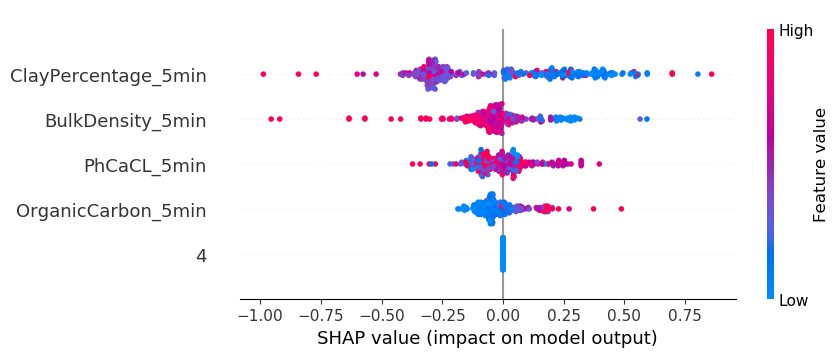 High
ClayPercentage_5min
BulkDensity_5min
PhCaCL_5min
OrganicCarbon_5min
4
Feature value
Low
−1.00 −0.75 −0.50 −0.25 0.00 0.25 0.50 0.75
SHAP value (impact on model output)